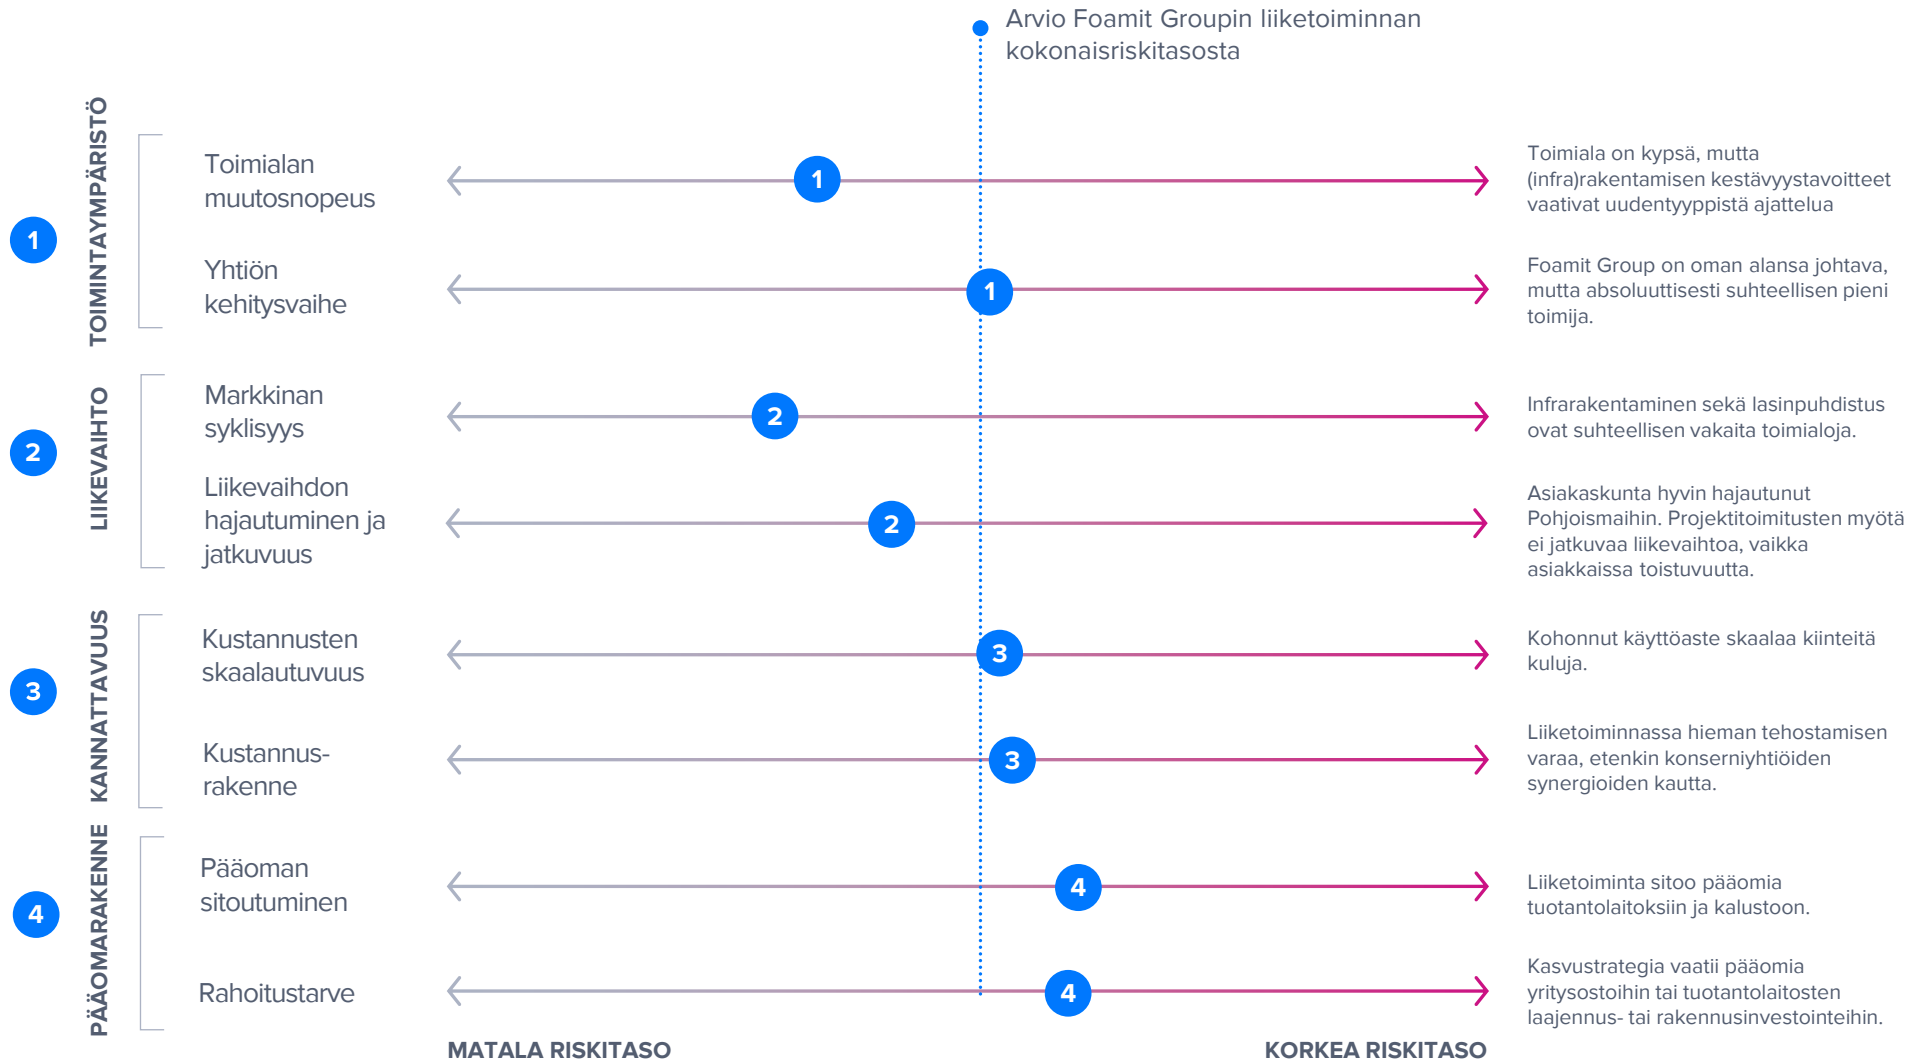 Arvio Foamit Groupin liiketoiminnan
kokonaisriskitasosta
1
TOIMINTAYMPÄRISTÖ
Toimialan
muutosnopeus
1
Toimiala on kypsä, mutta
(infra)rakentamisen kestävyystavoitteet
vaativat uudentyyppistä ajattelua
Yhtiön
kehitysvaihe
1
Foamit Group on oman alansa johtava,
mutta absoluuttisesti suhteellisen pieni
toimija.
2
LIIKEVAIHTO
Markkinan
syklisyys
2
Infrarakentaminen sekä lasinpuhdistus
ovat suhteellisen vakaita toimialoja.
Liikevaihdon
hajautuminen ja
jatkuvuus
2
Asiakaskunta hyvin hajautunut
Pohjoismaihin. Projektitoimitusten myötä
ei jatkuvaa liikevaihtoa, vaikka
asiakkaissa toistuvuutta.
3
KANNATTAVUUS
Kustannusten
skaalautuvuus
3
Kohonnut käyttöaste skaalaa kiinteitä
kuluja.
Kustannus-
rakenne
3
Liiketoiminnassa hieman tehostamisen
varaa, etenkin konserniyhtiöiden
synergioiden kautta.
4
PÄÄOMARAKENNE
Pääoman
sitoutuminen
4
Liiketoiminta sitoo pääomia
tuotantolaitoksiin ja kalustoon.
Rahoitustarve
4
Kasvustrategia vaatii pääomia
yritysostoihin tai tuotantolaitosten
laajennus- tai rakennusinvestointeihin.
MATALA RISKITASO
KORKEA RISKITASO